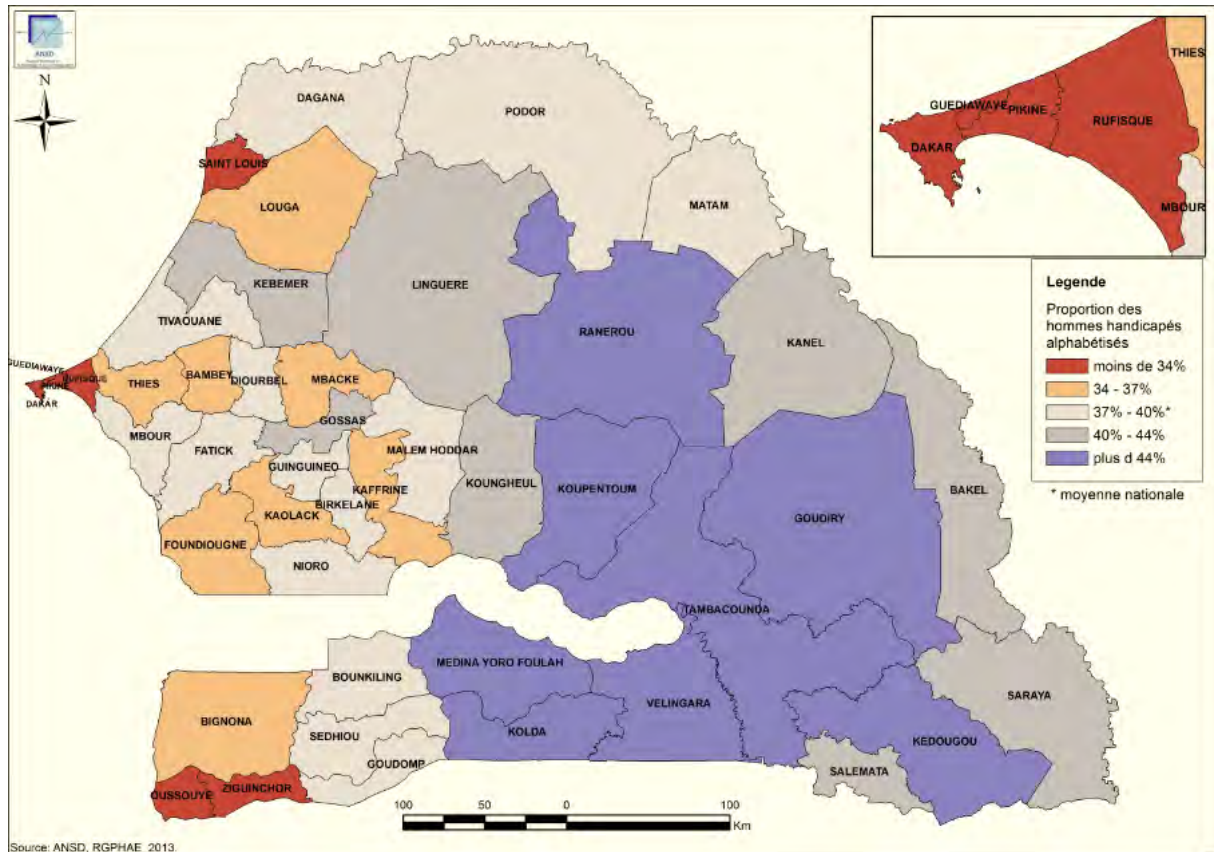 ANSD
N
DAGANA
PODOR
SAINT LOUIS
LOUGA
MATAM
KEBEMER
LINGUERE
TIVAOUANE
RANEROU
KANEL
GUEDIAWAYE
PIKINE
RUFISQUE
DAKAR
THIES
BAMBEY
DIOURBEL
MBACKE
GOSSAS
MBOUR
FATICK
MALEM HODDAR
GUINGUINEO
KOUNGHEUL
KOUPENTOUM
KAFFRINE
BIRKELANE
KAOLACK
GOUDIRY
BAKEL
FOUNDIOUGNE
NIORO
TAMBACOUNDA
MEDINA YORO FOULAH
BOUNKILING
VELINGARA
SARAYA
BIGNONA
SEDHIOU
KOLDA
KEDOUGOU
GOUDOMP
SALEMATA
OUSSOUYE
ZIGUINCHOR
THIES
GUEDIAWAYE
PIKINE
RUFISQUE
DAKAR
MBOUR
Legende
Proportion des
hommes handicapés
alphabétisés
moins de 34%
34 - 37%
37% - 40%*
40% - 44%
plus d 44%
* moyenne nationale
100 50 0 100
Km
Source: ANSD, RGPHAE 2013.